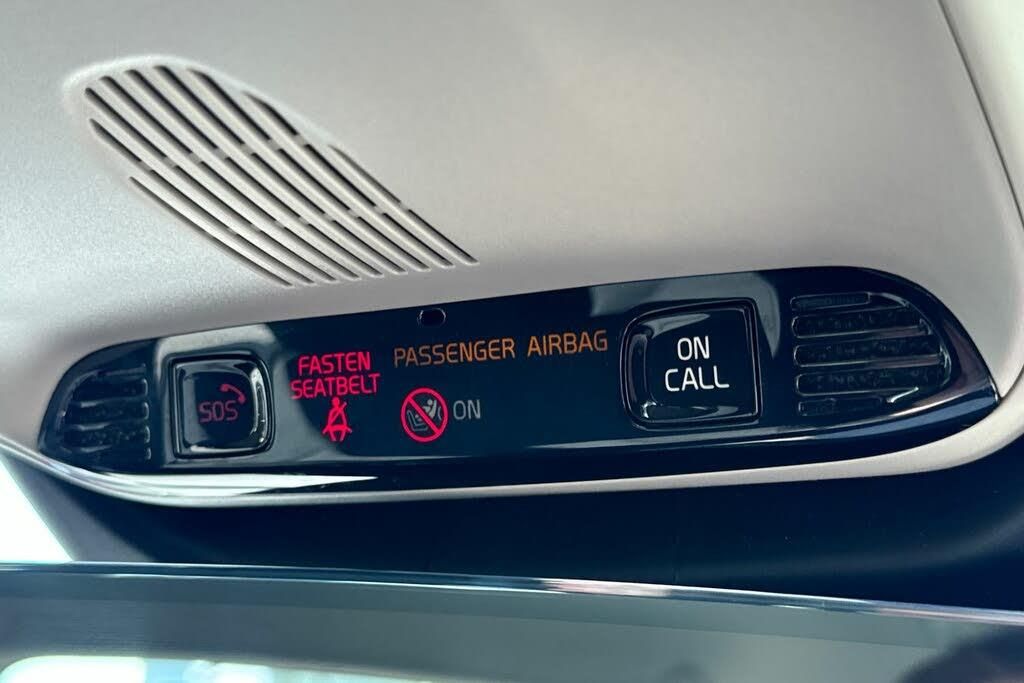 SOS
FASTEN
SEATBELT
PASSENGER AIRBAG
ON
ON
CALL